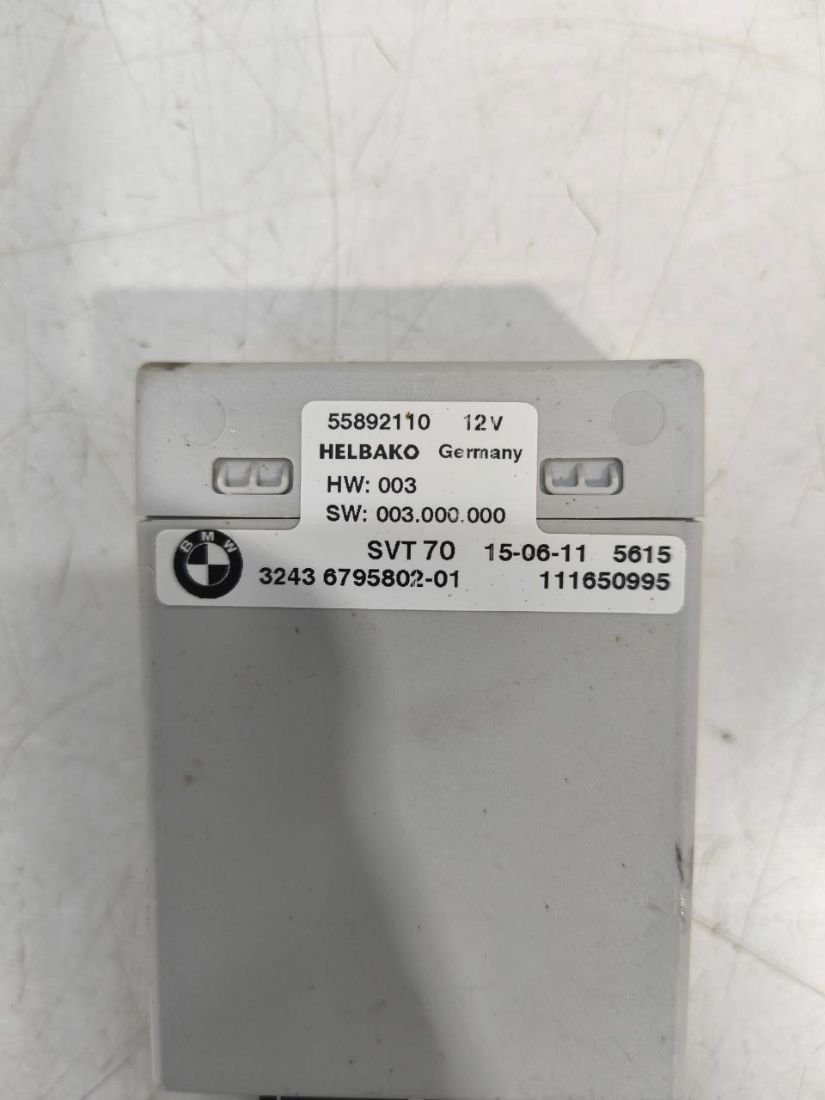 55892110 12V
HELBAKO Germany
HW: 003
SW: 003.000.000
BMW
SVT 70 15-06-11 5615
3243 6795802-01 111650995